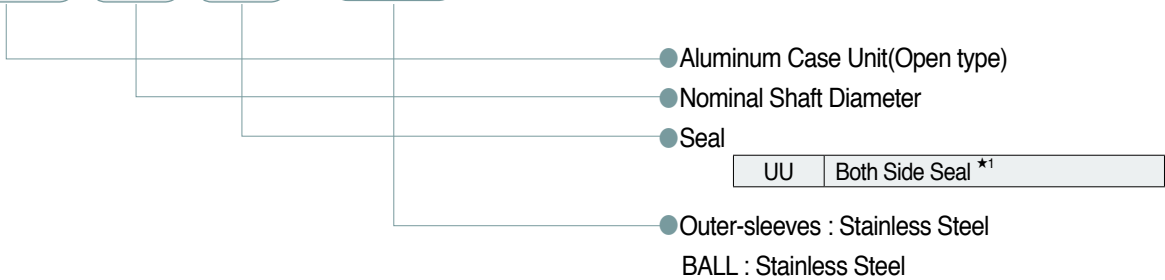 Aluminum Case Unit(Open type)
Nominal Shaft Diameter
Seal
UU Both Side Seal ★1
Outer-sleeves : Stainless Steel
BALL : Stainless Steel